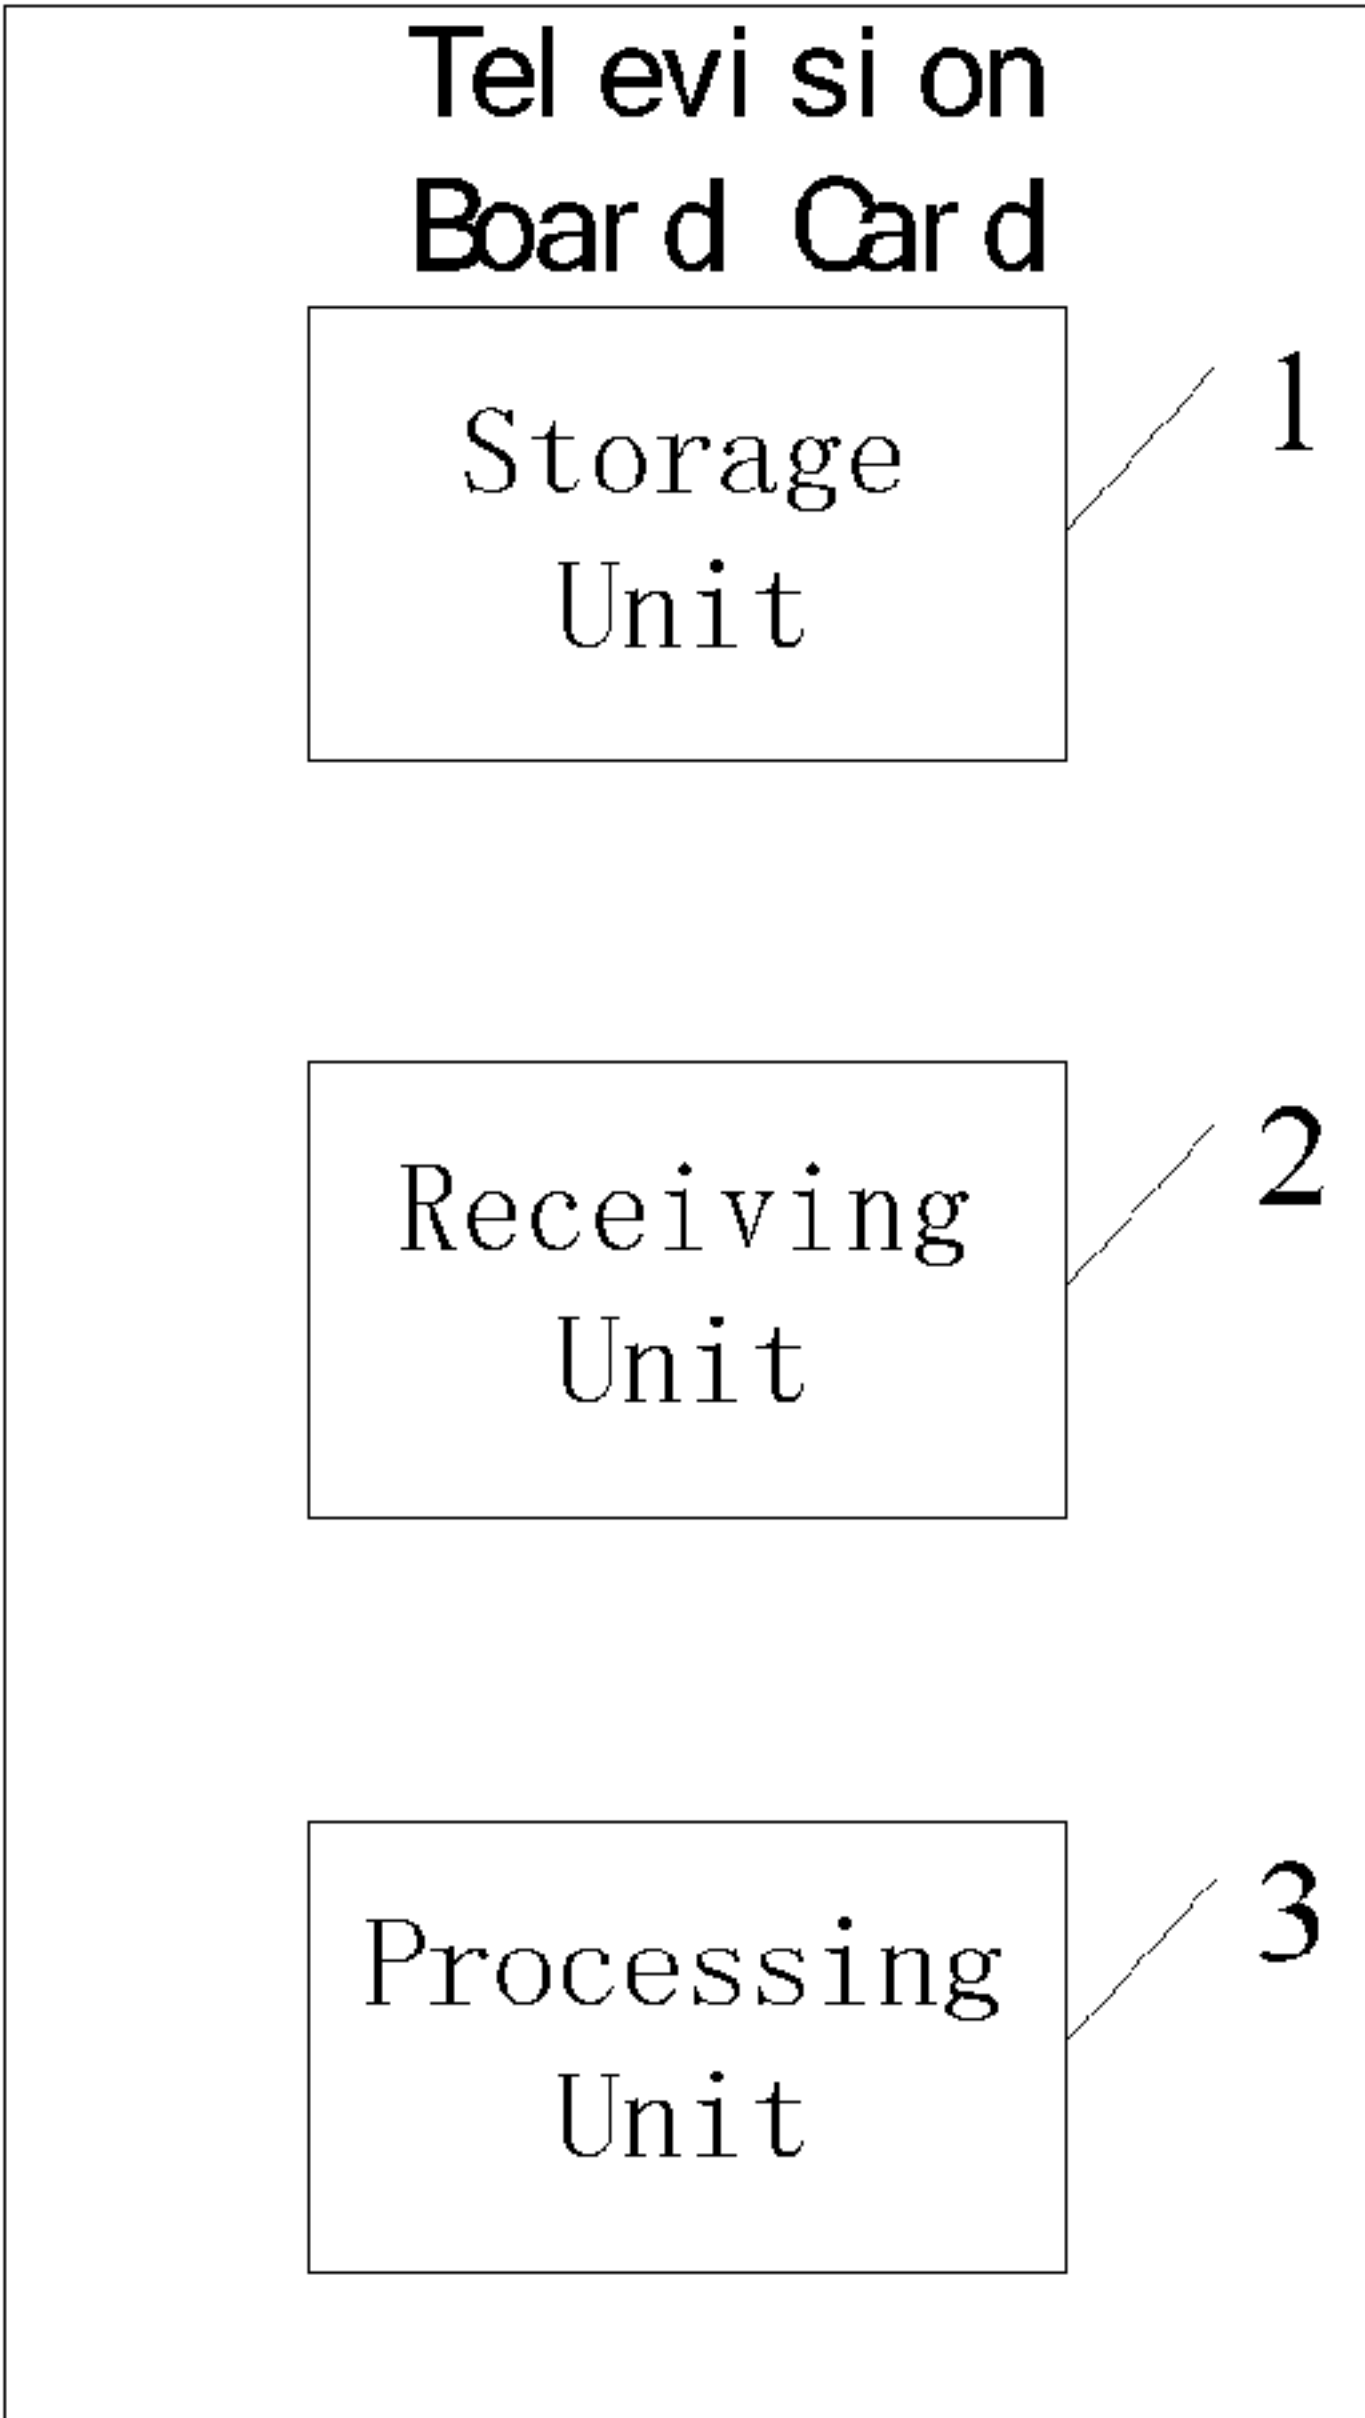 Television
Board Card
Storage
Unit
1
Receiving
Unit
2
Processing
Unit
3